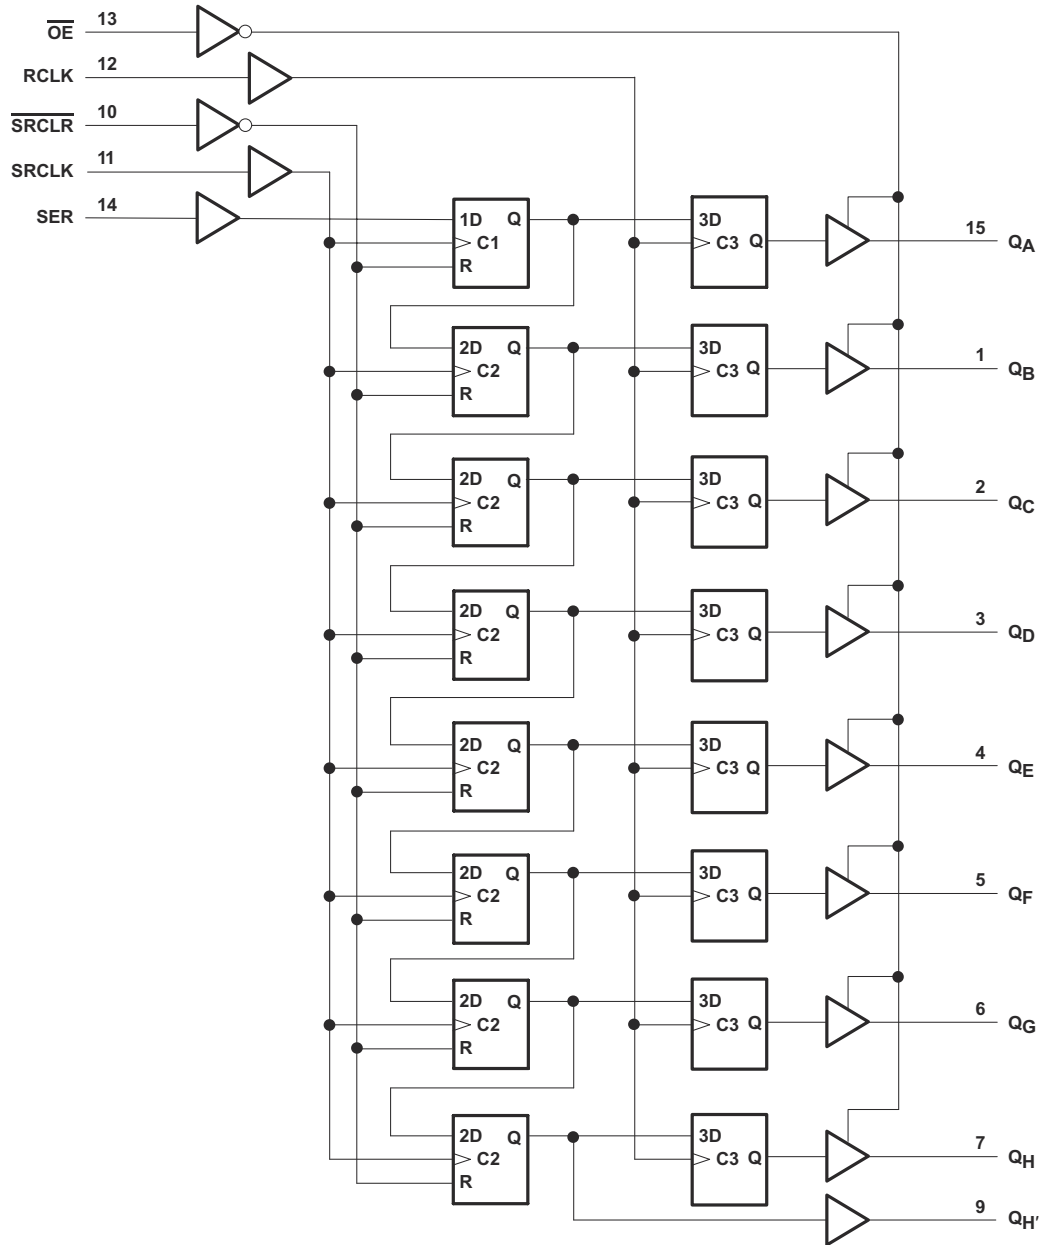 OE 13
RCLK 12
SRCLR 10
SRCLK 11
SER 14
1D Q 3D
C1 C3 Q 15 QA
R
2D Q 3D
C2 C3 Q 1 QB
R
2D Q 3D
C2 C3 Q 2 QC
R
2D Q 3D
C2 C3 Q 3 QD
R
2D Q 3D
C2 C3 Q 4 QE
R
2D Q 3D
C2 C3 Q 5 QF
R
2D Q 3D
C2 C3 Q 6 QG
R
2D Q 3D
C2 C3 Q 7 QH
R
9 QH′